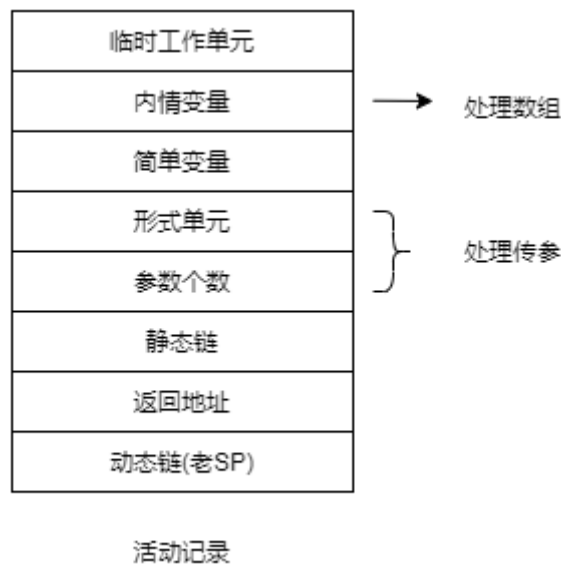 临时工作单元
内情变量
处理数组
简单变量
形式单元
处理传参
参数个数
静态链
返回地址
动态链(老SP)
活动记录